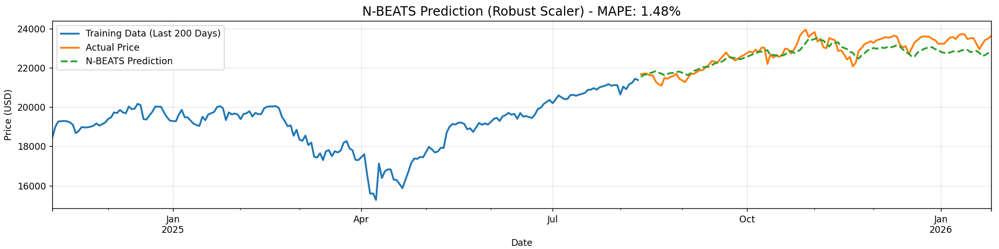 N-BEATS Prediction (Robust Scaler) - MAPE: 1.48%
Training Data (Last 200 Days)
Actual Price
N-BEATS Prediction
Price (USD)
24000
22000
20000
18000
16000
Jan
2025
Apr
Jul
Oct
Jan
2026
Date